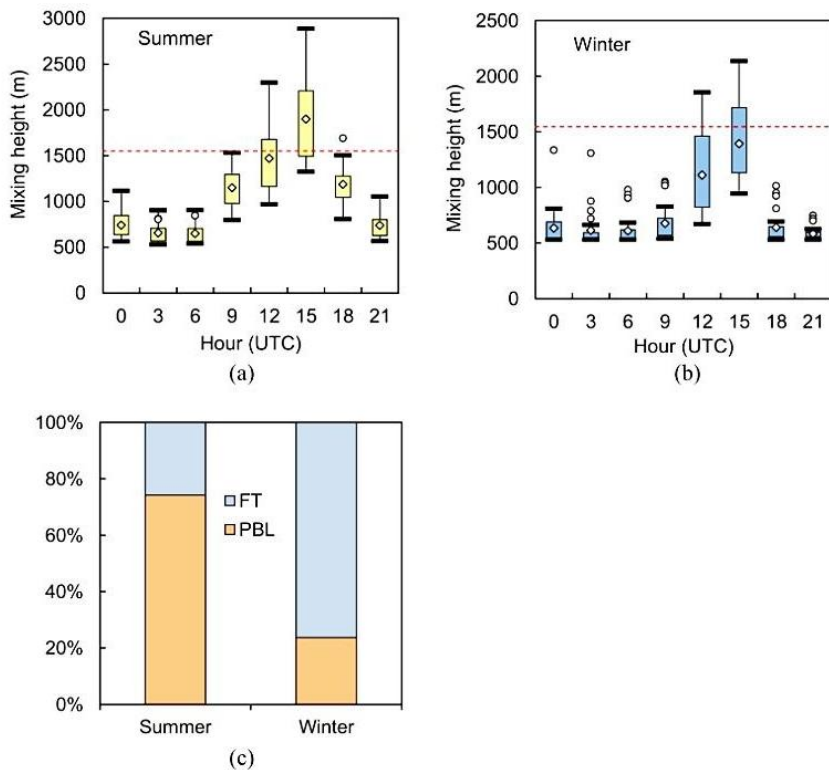 Summer
Mixing height (m)
3000
2500
2000
1500
1000
500
0
0 3 6 9 12 15 18 21
Hour (UTC)
(a)
Winter
Mixing height (m)
2500
2000
1500
1000
500
0
0 3 6 9 12 15 18 21
Hour (UTC)
(b)
100%
80%
60%
40%
20%
0%
FT
PBL
Summer Winter
(c)